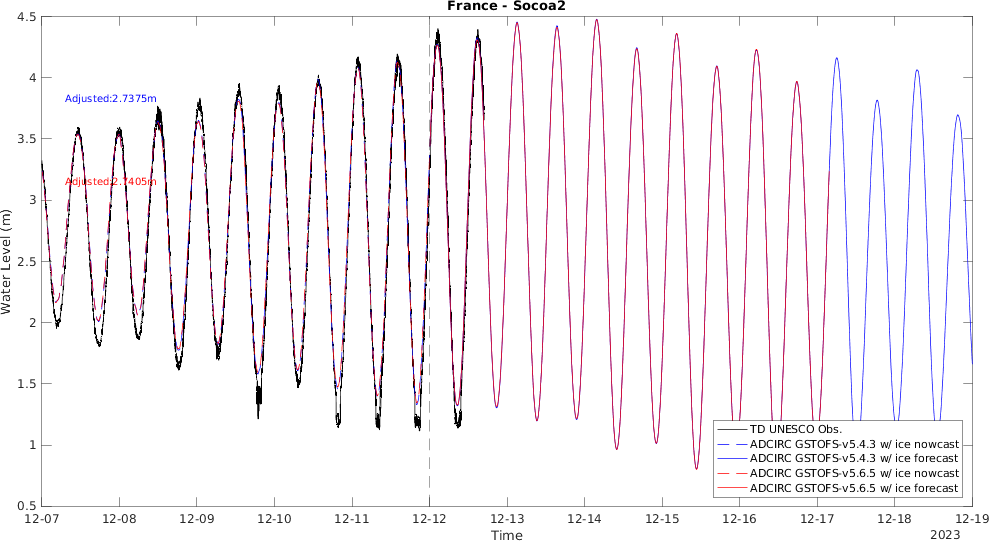 France - Socoa2
4.5
4
3.5
3
2.5
2
1.5
1
0.5
Water Level (m)
Adjusted:2.7375m
Adjusted:2.7405m
TD UNESCO Obs.
ADCIRC GSTOFS-v5.4.3 w/ ice nowcast
ADCIRC GSTOFS-v5.4.3 w/ ice forecast
ADCIRC GSTOFS-v5.6.5 w/ ice nowcast
ADCIRC GSTOFS-v5.6.5 w/ ice forecast
12-07 12-08 12-09 12-10 12-11 12-12 12-13 12-14 12-15 12-16 12-17 12-18 12-19
Time
2023